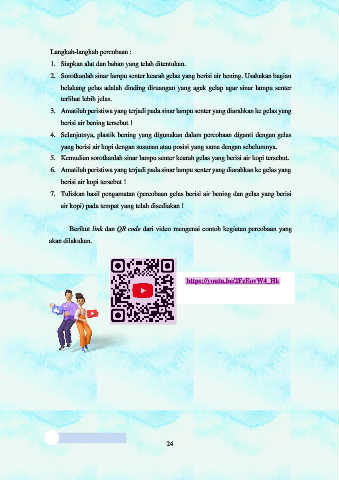 Langkah-langkah percobaan :
1. Siapkan alat dan bahan yang telah ditentukan.
2. Sorotkanlah sinar lampu senter kearah gelas yang berisi air bening. Usahakan bagian
belakang gelas adalah dinding diruangan yang agak gelap agar sinar lampu senter
terlihat lebih jelas.
3. Amatilah peristiwa yang terjadi pada sinar lampu senter yang diarahkan ke gelas yang
berisi air bening tersebut !
4. Selanjutnya, plastik bening yang digunakan dalam percobaan diganti dengan gelas
yang berisi air kopi dengan susunan atau posisi yang sama dengan sebelumnya.
5. Kemudian sorotkanlah sinar lampu senter kearah gelas yang berisi air kopi tersebut.
6. Amatilah peristiwa yang terjadi pada sinar lampu senter yang diarahkan ke gelas yang
berisi air kopi tersebut !
7. Tuliskan hasil pengamatan (percobaan gelas berisi air bening dan gelas yang berisi
air kopi) pada tempat yang telah disediakan !
Berikut link dan QR code dari video mengenai contoh kegiatan percobaan yang
akan dilakukan.
24